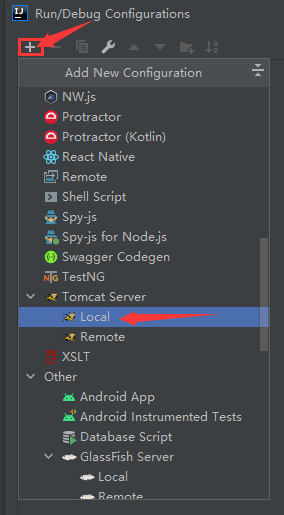 Run/Debug Configurations
Add New Configuration
NW.js
Protractor
Protractor (Kotlin)
React Native
Remote
Shell Script
Spy-js
Spy-js for Node.js
Swagger Codegen
TestNG
Tomcat Server
Local
Remote
XSLT
Other
Android App
Android Instrumented Tests
Database Script
GlassFish Server
Local
Remote